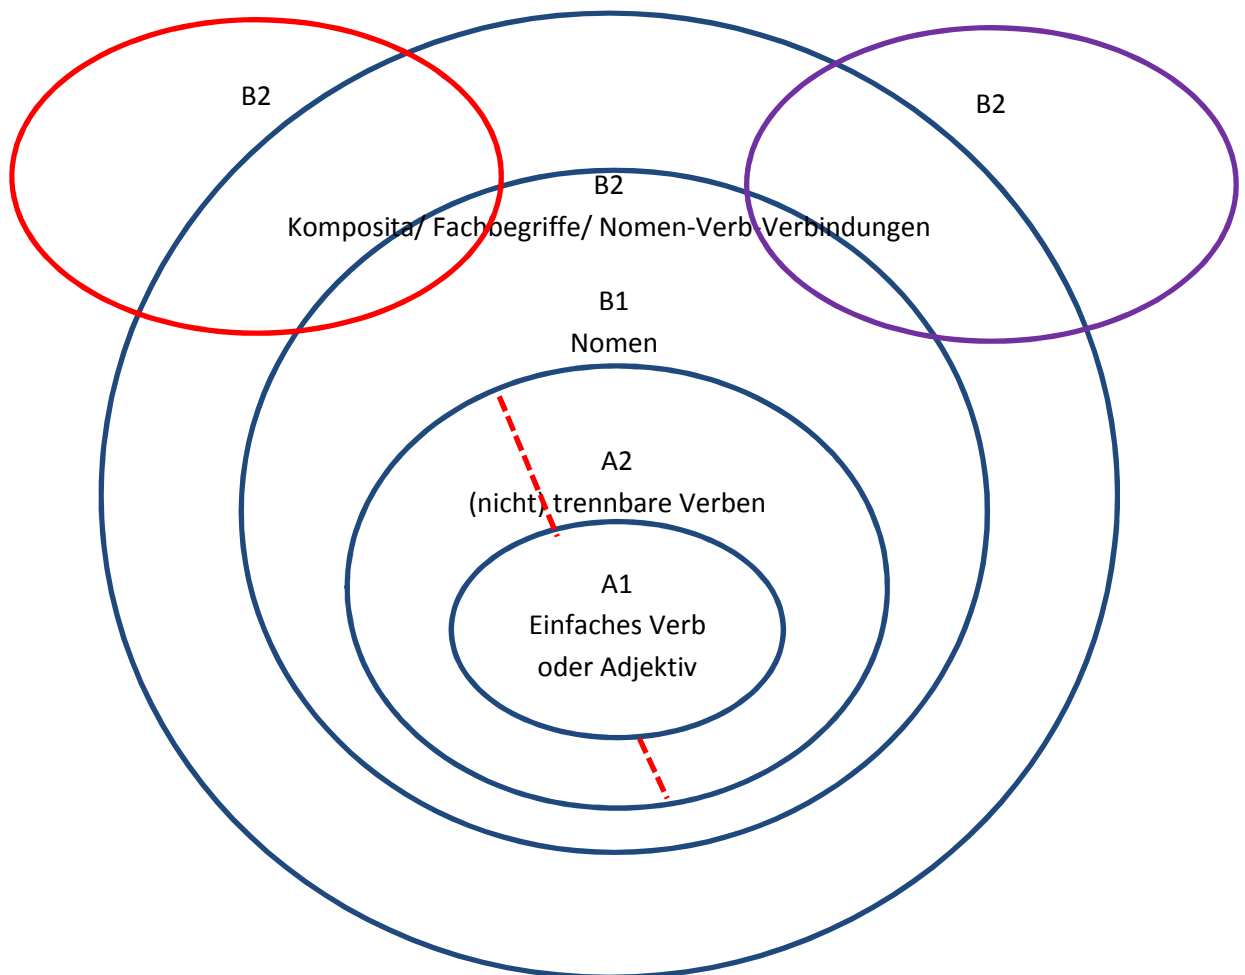 B2
B2
B2
Komposita/ Fachbegriffe/ Nomen-Verb-Verbindungen
B1
Nomen
A2
(nicht) trennbare Verben
A1
Einfaches Verb
oder Adjektiv